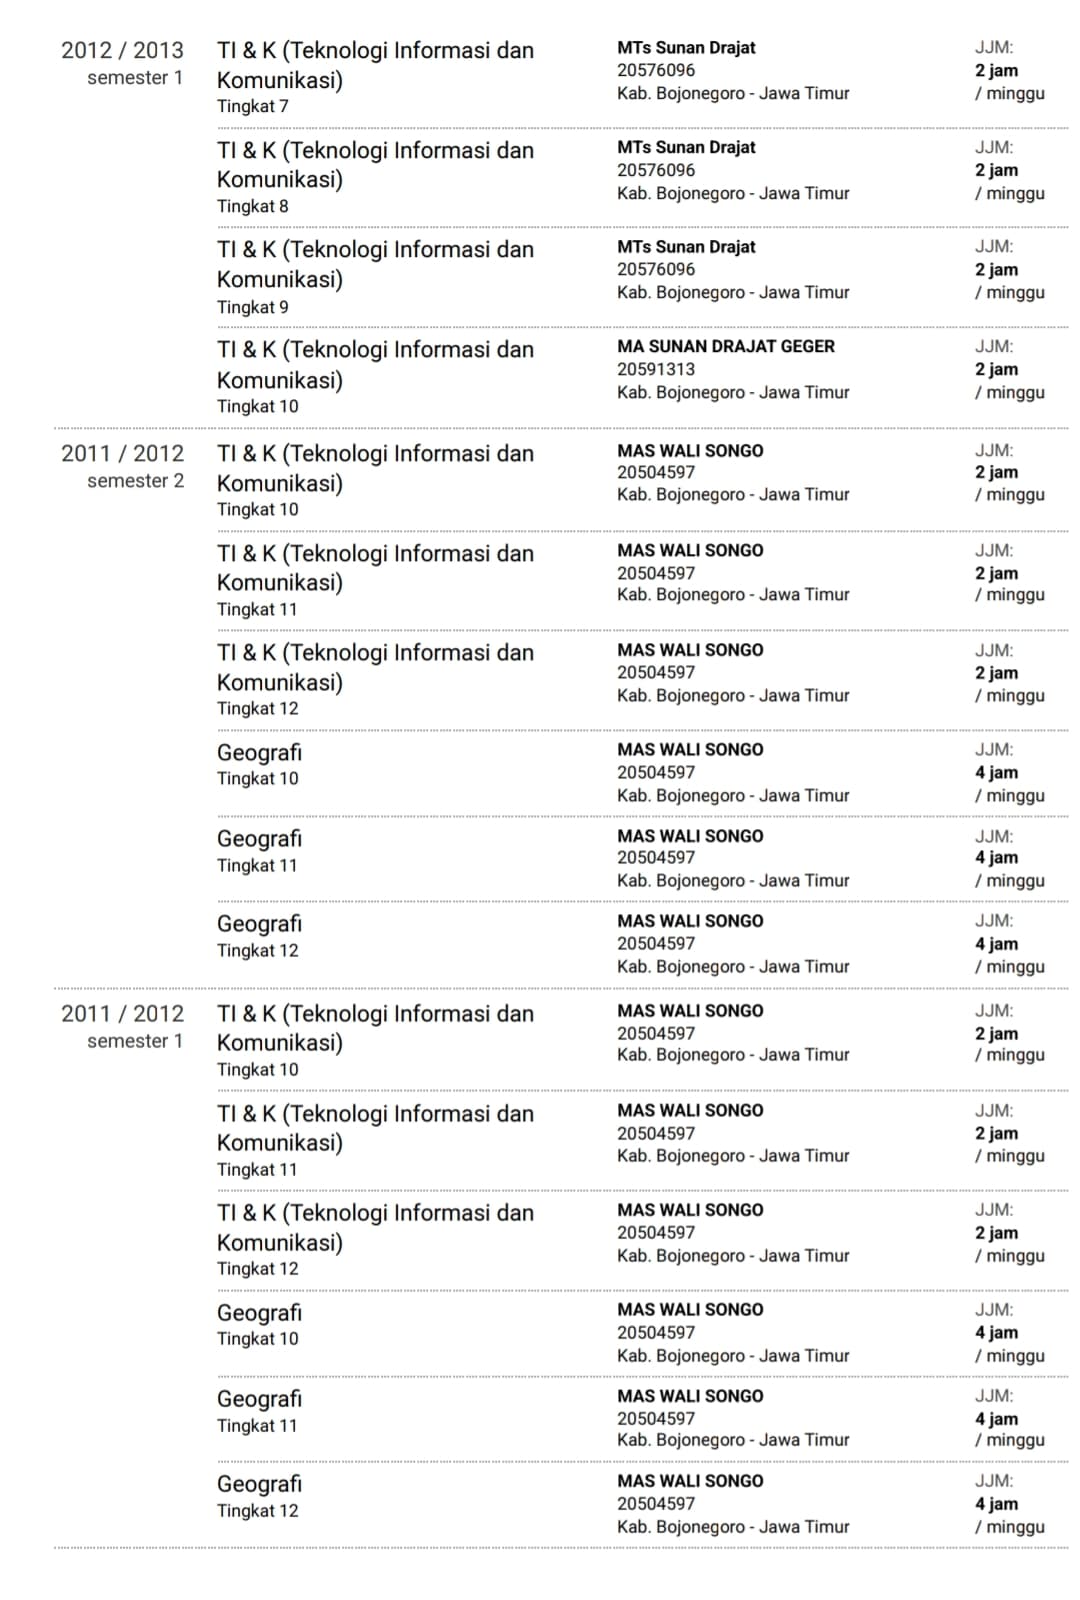 2012 / 2013
semester 1
TI & K (Teknologi Informasi dan
Komunikasi)
Tingkat 7
MTs Sunan Drajat
20576096
Kab. Bojonegoro - Jawa Timur
JJM:
2 jam
/ minggu
TI & K (Teknologi Informasi dan
Komunikasi)
Tingkat 8
MTs Sunan Drajat
20576096
Kab. Bojonegoro - Jawa Timur
JJM:
2 jam
/ minggu
TI & K (Teknologi Informasi dan
Komunikasi)
Tingkat 9
MTs Sunan Drajat
20576096
Kab. Bojonegoro - Jawa Timur
JJM:
2 jam
/ minggu
TI & K (Teknologi Informasi dan
Komunikasi)
Tingkat 10
MA SUNAN DRAJAT GEGER
20591313
Kab. Bojonegoro - Jawa Timur
JJM:
2 jam
/ minggu
2011 / 2012
semester 2
TI & K (Teknologi Informasi dan
Komunikasi)
Tingkat 10
MAS WALI SONGO
20504597
Kab. Bojonegoro - Jawa Timur
JJM:
2 jam
/ minggu
TI & K (Teknologi Informasi dan
Komunikasi)
Tingkat 11
MAS WALI SONGO
20504597
Kab. Bojonegoro - Jawa Timur
JJM:
2 jam
/ minggu
TI & K (Teknologi Informasi dan
Komunikasi)
Tingkat 12
MAS WALI SONGO
20504597
Kab. Bojonegoro - Jawa Timur
JJM:
2 jam
/ minggu
Geografi
Tingkat 10
MAS WALI SONGO
20504597
Kab. Bojonegoro - Jawa Timur
JJM:
4 jam
/ minggu
Geografi
Tingkat 11
MAS WALI SONGO
20504597
Kab. Bojonegoro - Jawa Timur
JJM:
4 jam
/ minggu
Geografi
Tingkat 12
MAS WALI SONGO
20504597
Kab. Bojonegoro - Jawa Timur
JJM:
4 jam
/ minggu
2011 / 2012
semester 1
TI & K (Teknologi Informasi dan
Komunikasi)
Tingkat 10
MAS WALI SONGO
20504597
Kab. Bojonegoro - Jawa Timur
JJM:
2 jam
/ minggu
TI & K (Teknologi Informasi dan
Komunikasi)
Tingkat 11
MAS WALI SONGO
20504597
Kab. Bojonegoro - Jawa Timur
JJM:
2 jam
/ minggu
TI & K (Teknologi Informasi dan
Komunikasi)
Tingkat 12
MAS WALI SONGO
20504597
Kab. Bojonegoro - Jawa Timur
JJM:
2 jam
/ minggu
Geografi
Tingkat 10
MAS WALI SONGO
20504597
Kab. Bojonegoro - Jawa Timur
JJM:
4 jam
/ minggu
Geografi
Tingkat 11
MAS WALI SONGO
20504597
Kab. Bojonegoro - Jawa Timur
JJM:
4 jam
/ minggu
Geografi
Tingkat 12
MAS WALI SONGO
20504597
Kab. Bojonegoro - Jawa Timur
JJM:
4 jam
/ minggu